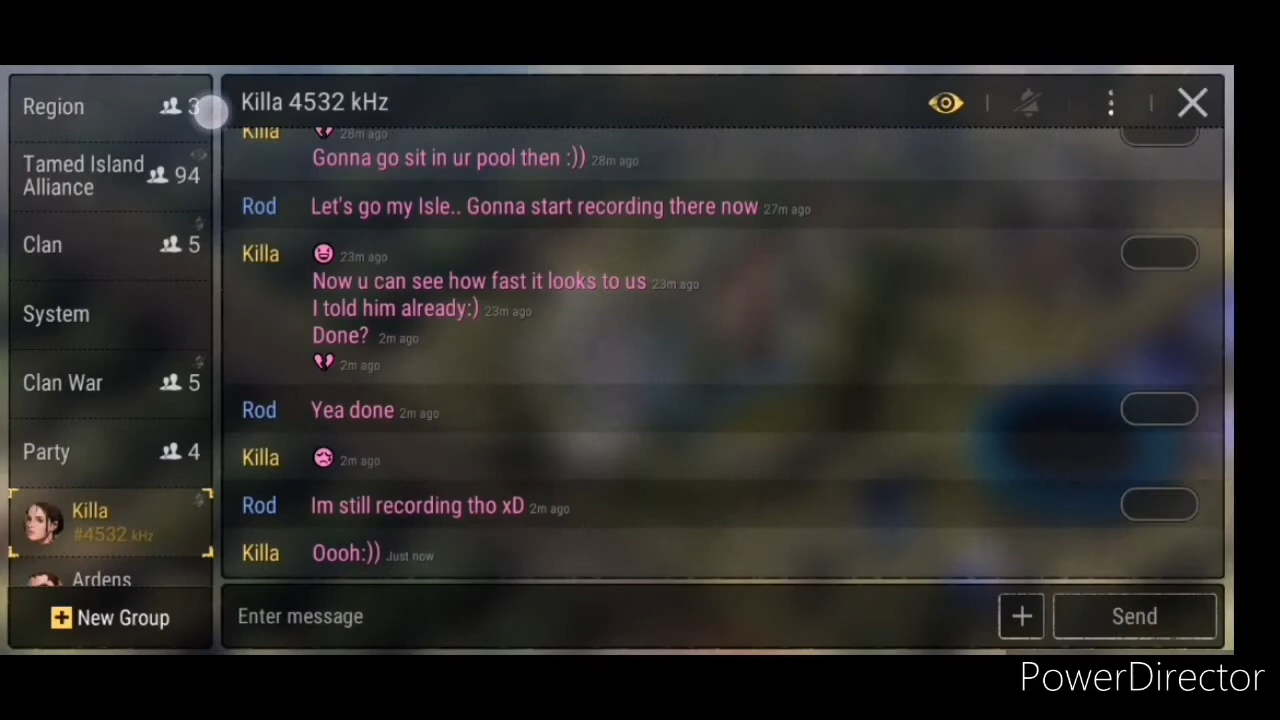 Region 3
Tamed Island
Alliance 94
Clan 5
System
Clan War 5
Party 4
Killa
#4532 kHz
Ardens
New Group
Killa 4532 kHz
Killa 28m ago
Gonna go sit in ur pool then :)) 28m ago
Rod Let's go my Isle.. Gonna start recording there now 27m ago
Killa 23m ago
Now u can see how fast it looks to us 23m ago
I told him already:) 23m ago
Done? 2m ago
2m ago
Rod Yea done 2m ago
Killa 2m ago
Rod Im still recording tho xD 2m ago
Killa Oooh:)) Just now
Enter message
Send
PowerDirector